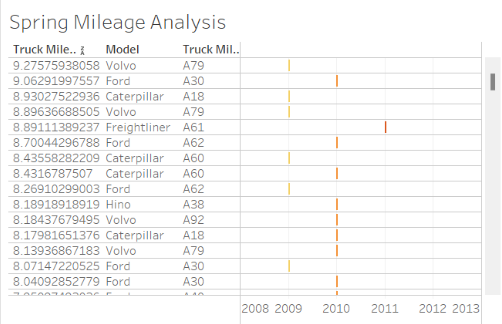 Spring Mileage Analysis
Truck Mile.. Model Truck Mil..
9.27575938058 Volvo A79
9.06291997557 Ford A30
8.93027522936 Caterpillar A18
8.89636688505 Volvo A79
8.89111389237 Freightliner A61
8.70044296788 Ford A62
8.43558282209 Caterpillar A60
8.4316787507 Caterpillar A60
8.26910299003 Ford A62
8.18918918919 Hino A38
8.18437679495 Volvo A92
8.17981651376 Caterpillar A18
8.13936867183 Volvo A79
8.07147220525 Ford A30
8.04092852779 Ford A30
2008 2009 2010 2011 2012 2013